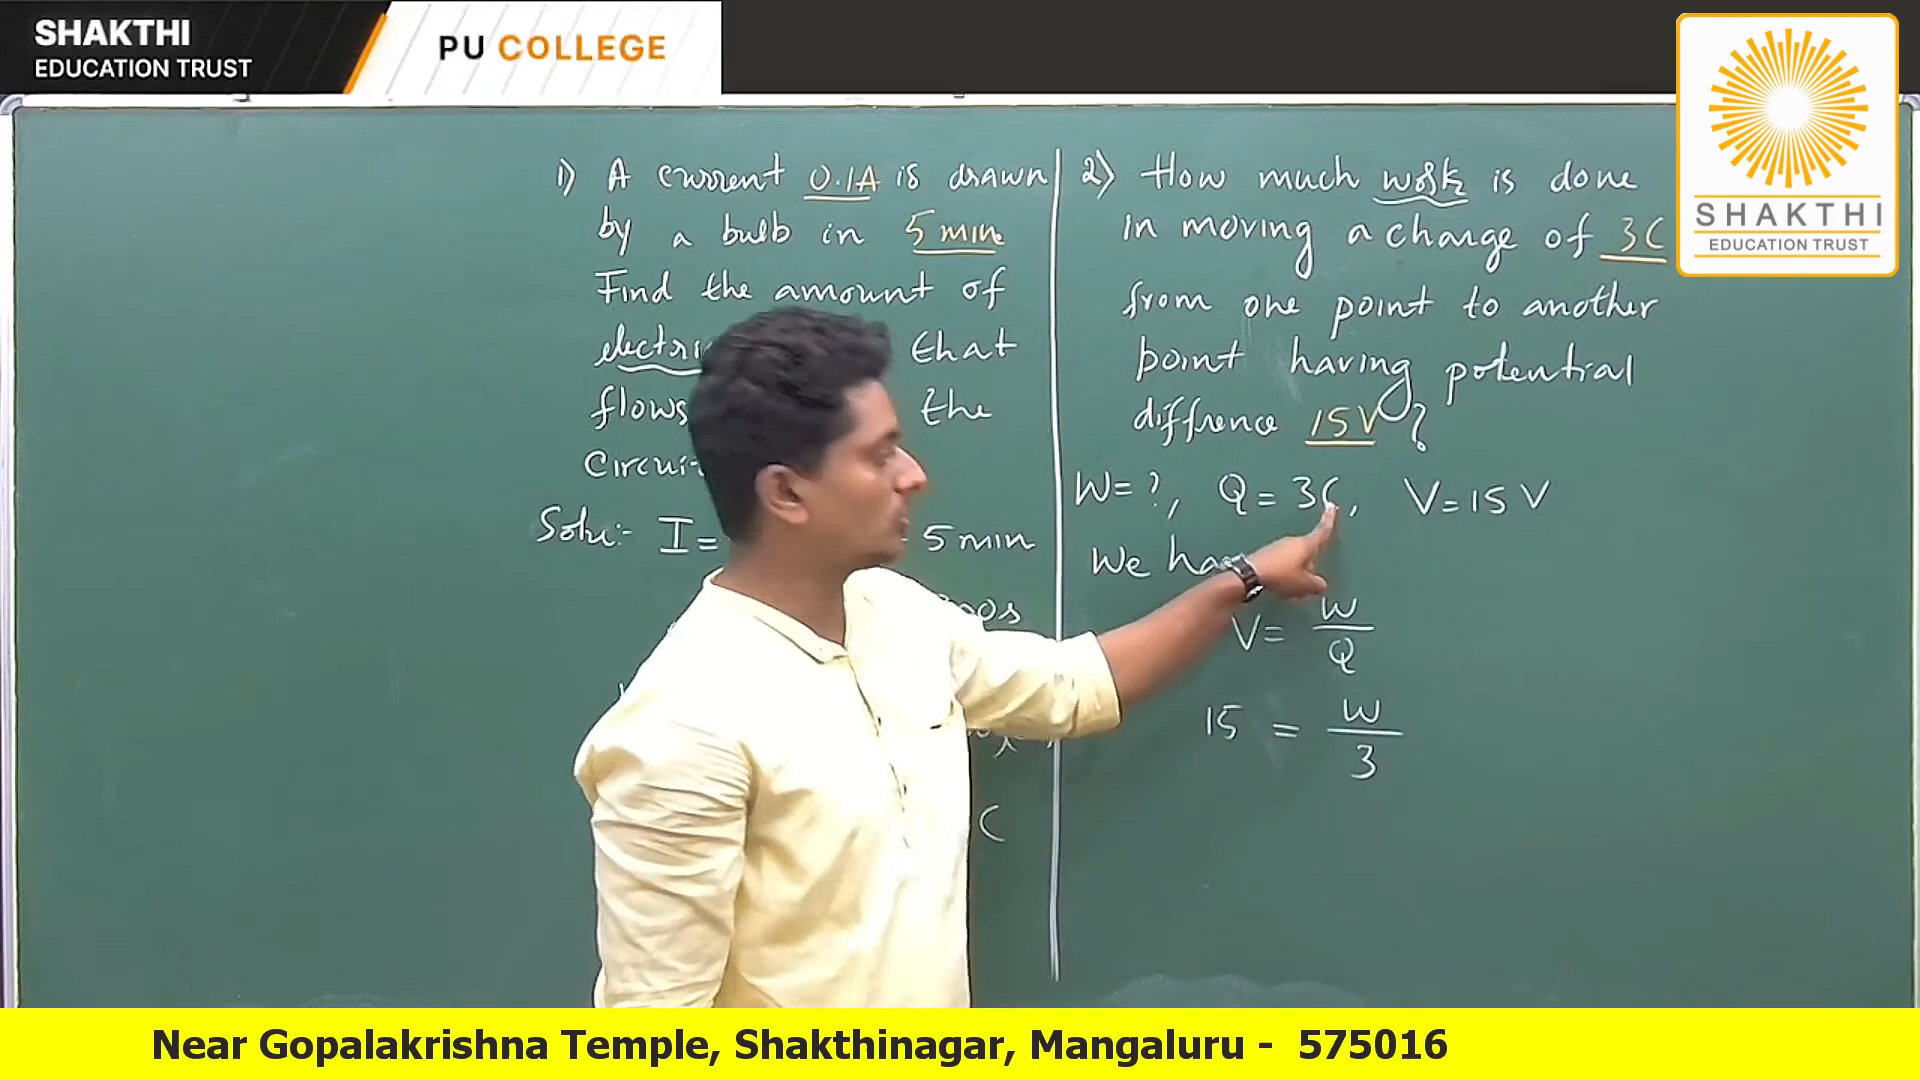 SHAKTHI
EDUCATION TRUST
PU COLLEGE
SHAKTHI
EDUCATION TRUST
1) A current 0.1A is drawn
by a bulb in 5 min
Find the amount of
that
flows the
Solu:- I= 5 min
C
2) How much work is done
in moving a charge of 3C
from one point to another
point having potential
diffrence 15V ?
W=?, Q=3C, V=15V
We
V= W/Q
15 = W/3
Near Gopalakrishna Temple, Shakthinagar, Mangaluru - 575016